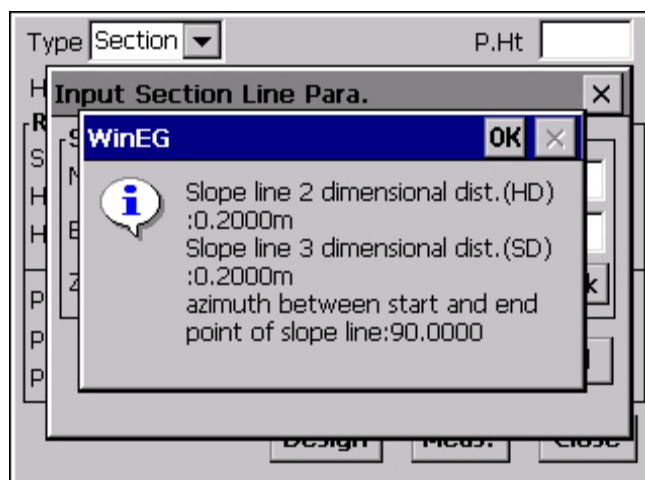 Type Section P.Ht
H
Input Section Line Para.
R
S
WinEG OK
S
N
H
E
H
Z
k
Slope line 2 dimensional dist.(HD)
:0.2000m
Slope line 3 dimensional dist.(SD)
:0.2000m
azimuth between start and end
point of slope line:90.0000
P
P
P
Design Meas. Close